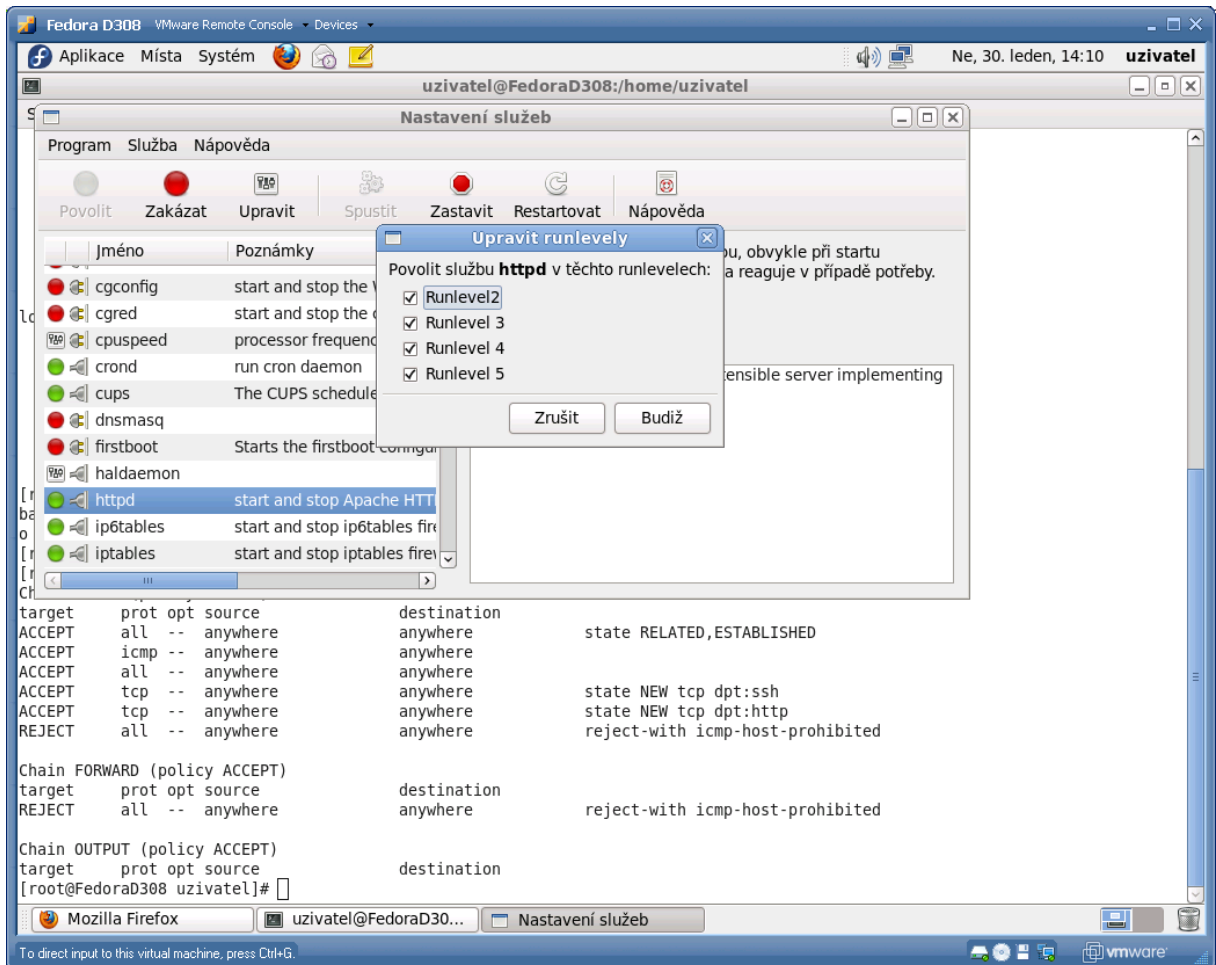 Fedora D308 VMware Remote Console Devices
Aplikace Místa Systém Ne, 30. leden, 14:10 uzivatel
uzivatel@FedoraD308:/home/uzivatel
S
Nastavení služeb
Program Služba Nápověda
Povolit Zakázat Upravit Spustit Zastavit Restartovat Nápověda
Jméno Poznámky
cgconfig start and stop the
cgred start and stop the
cpuspeed processor frequenc
crond run cron daemon
cups The CUPS schedule
dnsmasq
firstboot Starts the firstboot configu
haldaemon
httpd start and stop Apache HTT
ip6tables start and stop ip6tables fire
iptables start and stop iptables firew
u, obvykle při startu
a reaguje v případě potřeby.
tensible server implementing
Upravit runlevely
Povolit službu httpd v těchto runlevelech:
Runlevel2
Runlevel 3
Runlevel 4
Runlevel 5
Zrušit Budiž
lo
[r
ba
o
[r
[r
Ch
target prot opt source destination
ACCEPT all -- anywhere anywhere state RELATED,ESTABLISHED
ACCEPT icmp -- anywhere anywhere
ACCEPT all -- anywhere anywhere
ACCEPT tcp -- anywhere anywhere state NEW tcp dpt:ssh
ACCEPT tcp -- anywhere anywhere state NEW tcp dpt:http
REJECT all -- anywhere anywhere reject-with icmp-host-prohibited
Chain FORWARD (policy ACCEPT)
target prot opt source destination
REJECT all -- anywhere anywhere reject-with icmp-host-prohibited
Chain OUTPUT (policy ACCEPT)
target prot opt source destination
[root@FedoraD308 uzivatel]#
Mozilla Firefox uzivatel@FedoraD30... Nastavení služeb
To direct input to this virtual machine, press Ctrl+G. vmware